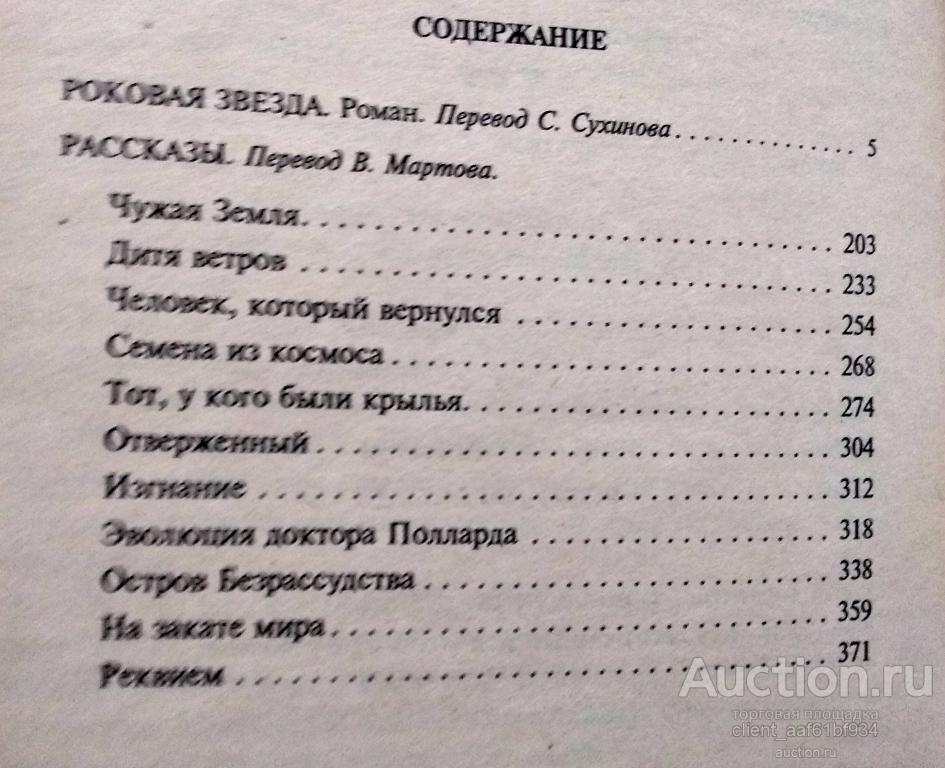 СОДЕРЖАНИЕ
РОКОВАЯ ЗВЕЗДА. Роман. Перевод С. Сухинова.............. 5
РАССКАЗЫ. Перевод В. Мартова.
Чужая Земля.................................. 203
Дитя ветров .................................. 233
Человек, который вернулся .................... 254
Семена из космоса............................ 268
Тот, у кого были крылья....................... 274
Отверженный.................................. 304
Изгнание .................................... 312
Эволюция доктора Полларда ................... 318
Остров Безрассудства.......................... 338
На закате мира............................... 359
Реквием ..................................... 371
Auction.ru
торговая площадка
client_aaf61bf934
auction.ru